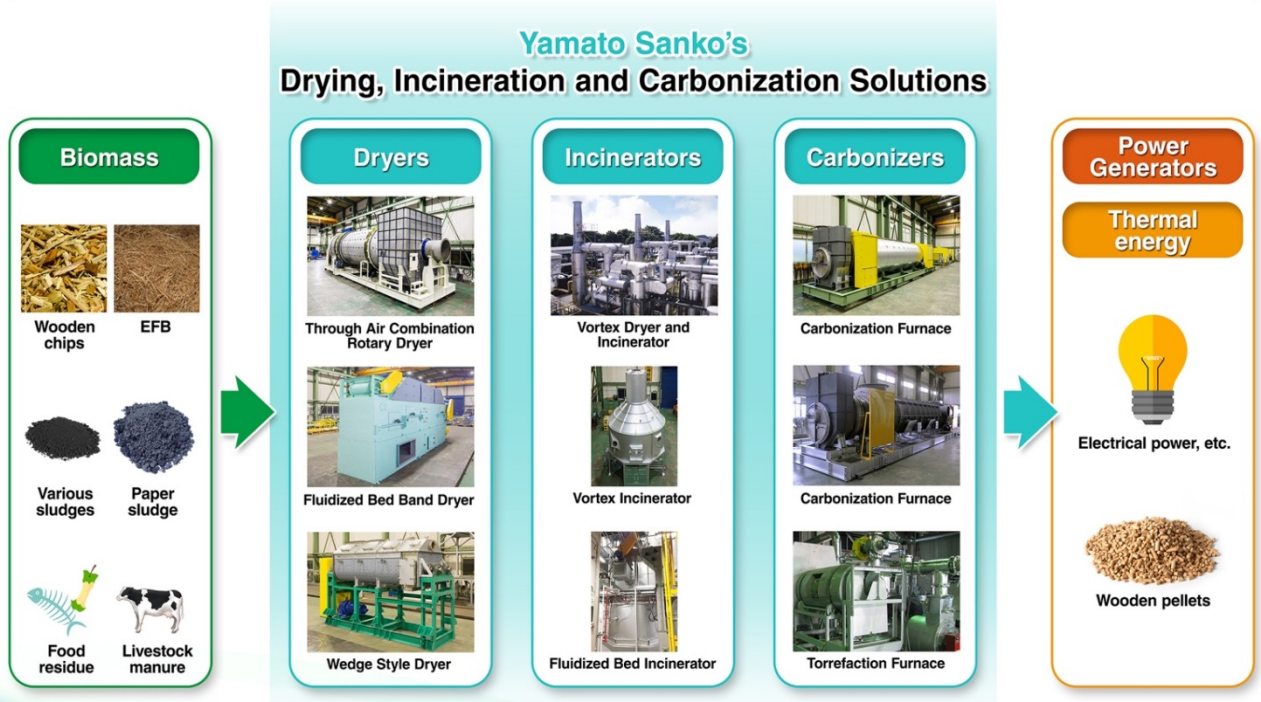 Yamato Sanko's
Drying, Incineration and Carbonization Solutions
Biomass
Wooden
chips
EFB
Various
sludges
Paper
sludge
Food
residue
Livestock
manure
Dryers
Through Air Combination
Rotary Dryer
Fluidized Bed Band Dryer
Wedge Style Dryer
Incinerators
Vortex Dryer and
Incinerator
Vortex Incinerator
Fluidized Bed Incinerator
Carbonizers
Carbonization Furnace
Carbonization Furnace
Torrefaction Furnace
Power
Generators
Thermal
energy
Electrical power, etc.
Wooden pellets